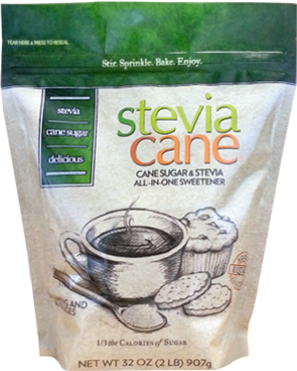 TEAR HERE & PRESS TO RESEAL
Stir. Sprinkle. Bake. Enjoy.
stevia
cane sugar
delicious
stevia
cane
CANE SUGAR & STEVIA
ALL-IN-ONE SWEETENER
AND
1/3 the CALORIES of SUGAR
NET WT 32 OZ (2 LB) 907g